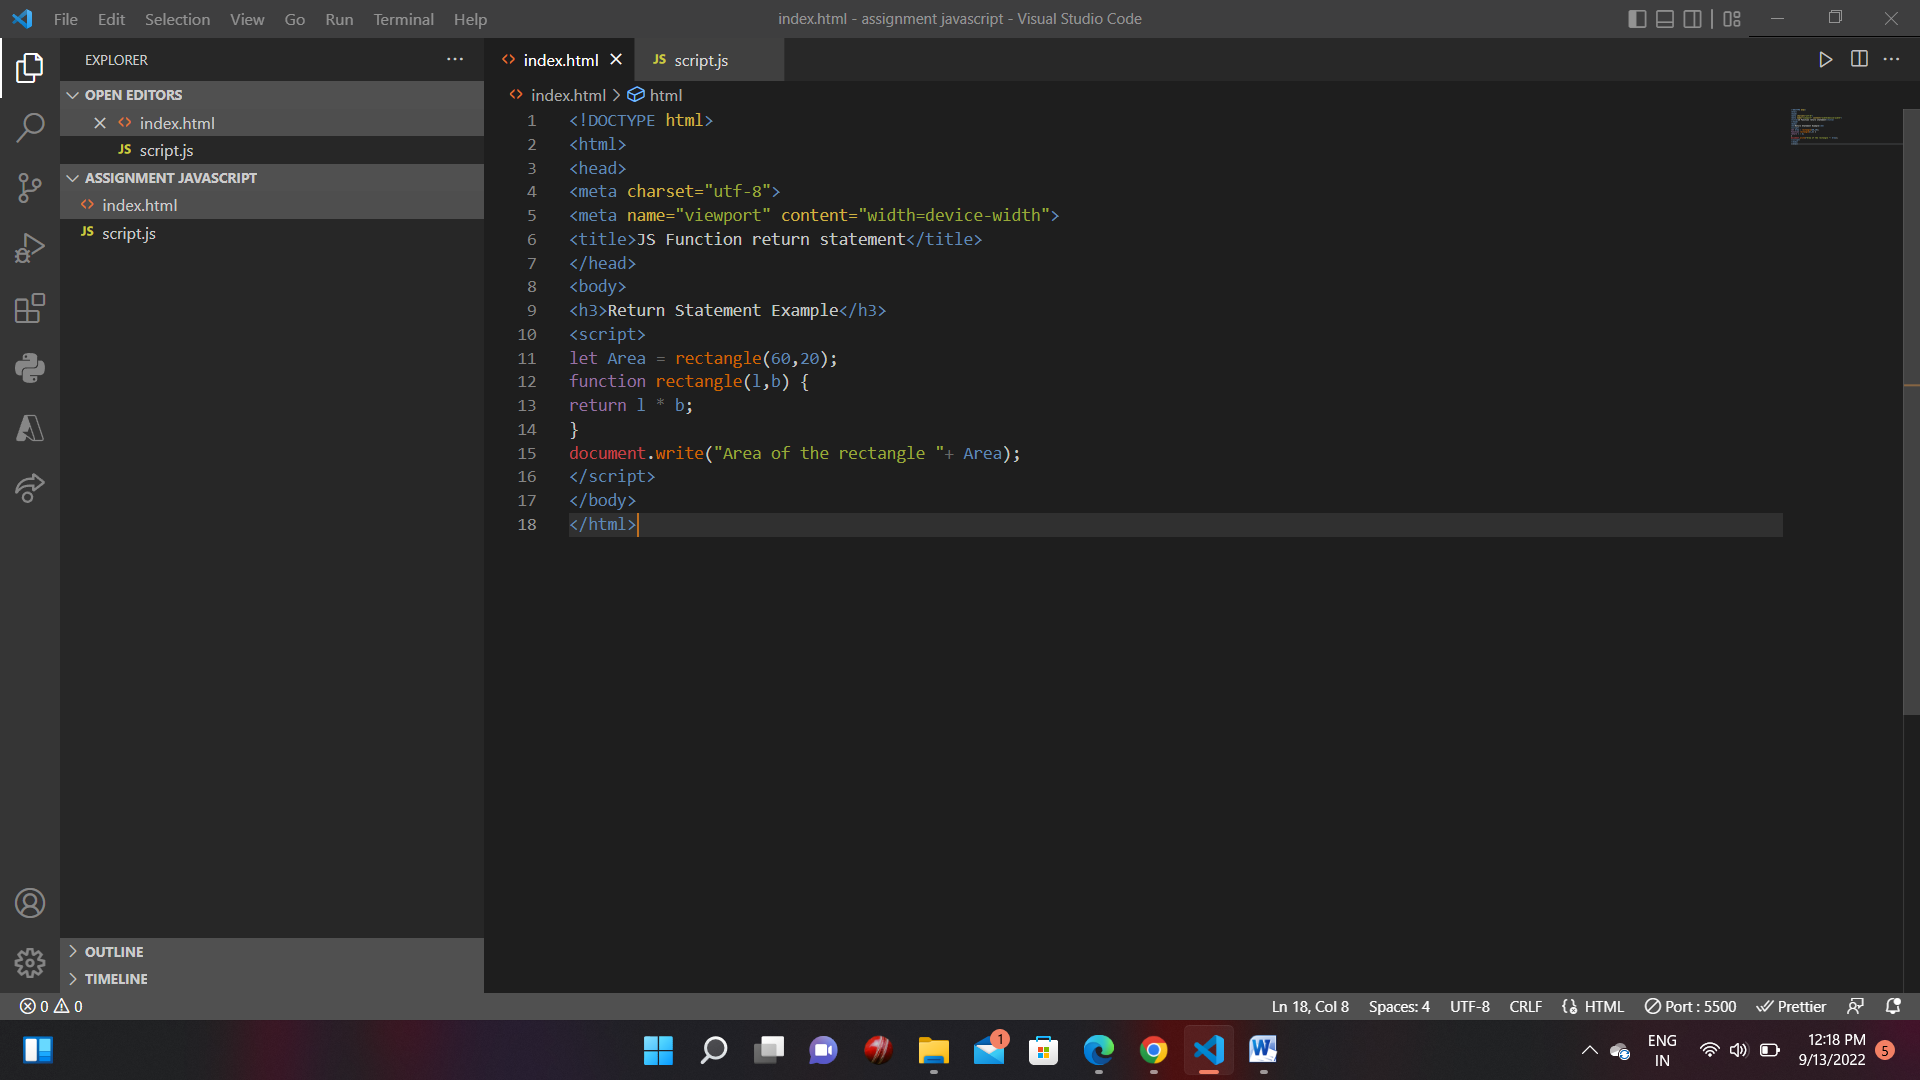 File Edit Selection View Go Run Terminal Help
index.html - assignment javascript - Visual Studio Code
EXPLORER
OPEN EDITORS
index.html
JS script.js
ASSIGNMENT JAVASCRIPT
index.html
JS script.js
OUTLINE
TIMELINE
index.html JS script.js
index.html > html
1 <!DOCTYPE html>
2 <html>
3 <head>
4 <meta charset="utf-8">
5 <meta name="viewport" content="width=device-width">
6 <title>JS Function return statement</title>
7 </head>
8 <body>
9 <h3>Return Statement Example</h3>
10 <script>
11 let Area = rectangle(60,20);
12 function rectangle(l,b) {
13 return l * b;
14 }
15 document.write("Area of the rectangle "+ Area);
16 </script>
17 </body>
18 </html>
0 0 Ln 18, Col 8 Spaces: 4 UTF-8 CRLF HTML Port : 5500 Prettier
1
W
ENG
IN
12:18 PM
9/13/2022
5